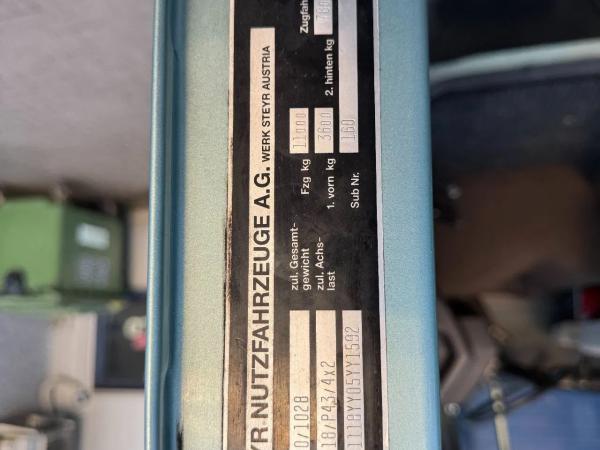 YR NUTZFAHRZEUGE A.G. WERK STEYR AUSTRIA
0/1028 zul. Gesamt-
gewicht Fzg kg 11000 Zugfah
18/P43/4x2 zul. Achs-
last 1. vorn kg 3600 2. hinten kg
1118YY05YY1592 Sub Nr. 160